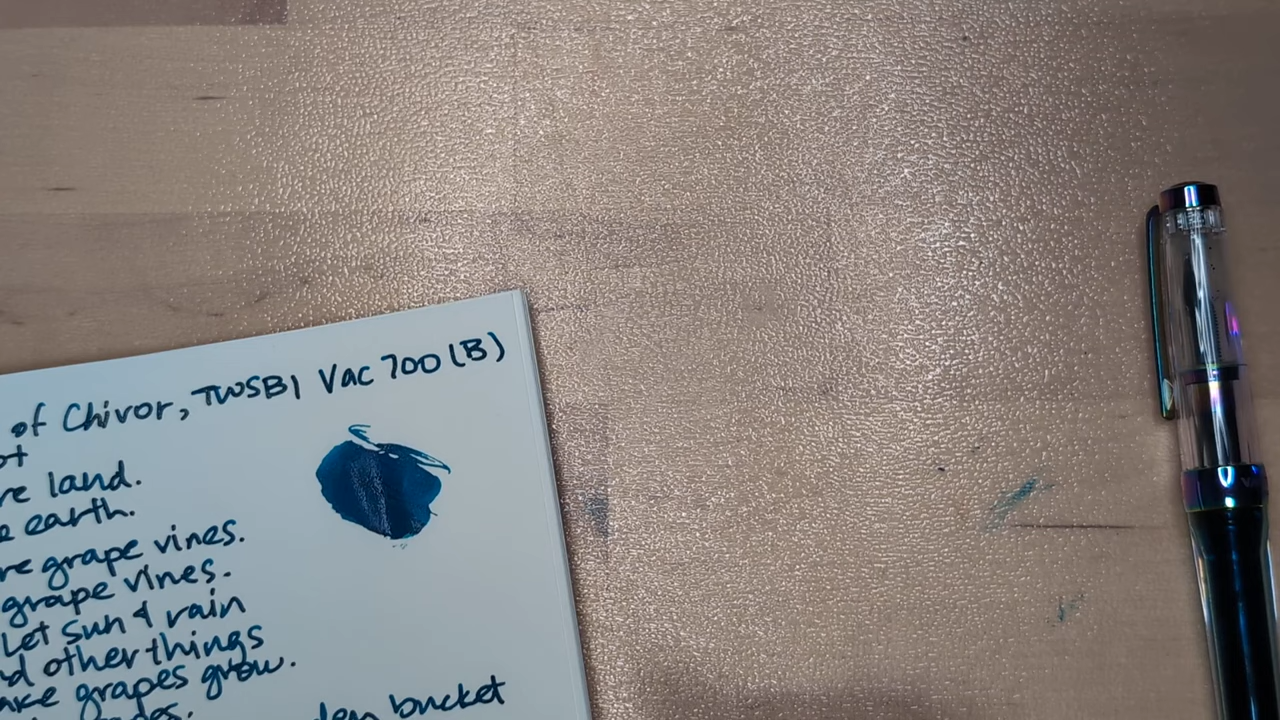 of Chivor, TWSBI Vac 700 (B)
ot
re land.
e earth.
re grape vines.
grape vines.
Let sun & rain
nd other things
ake grapes grow.
bucket